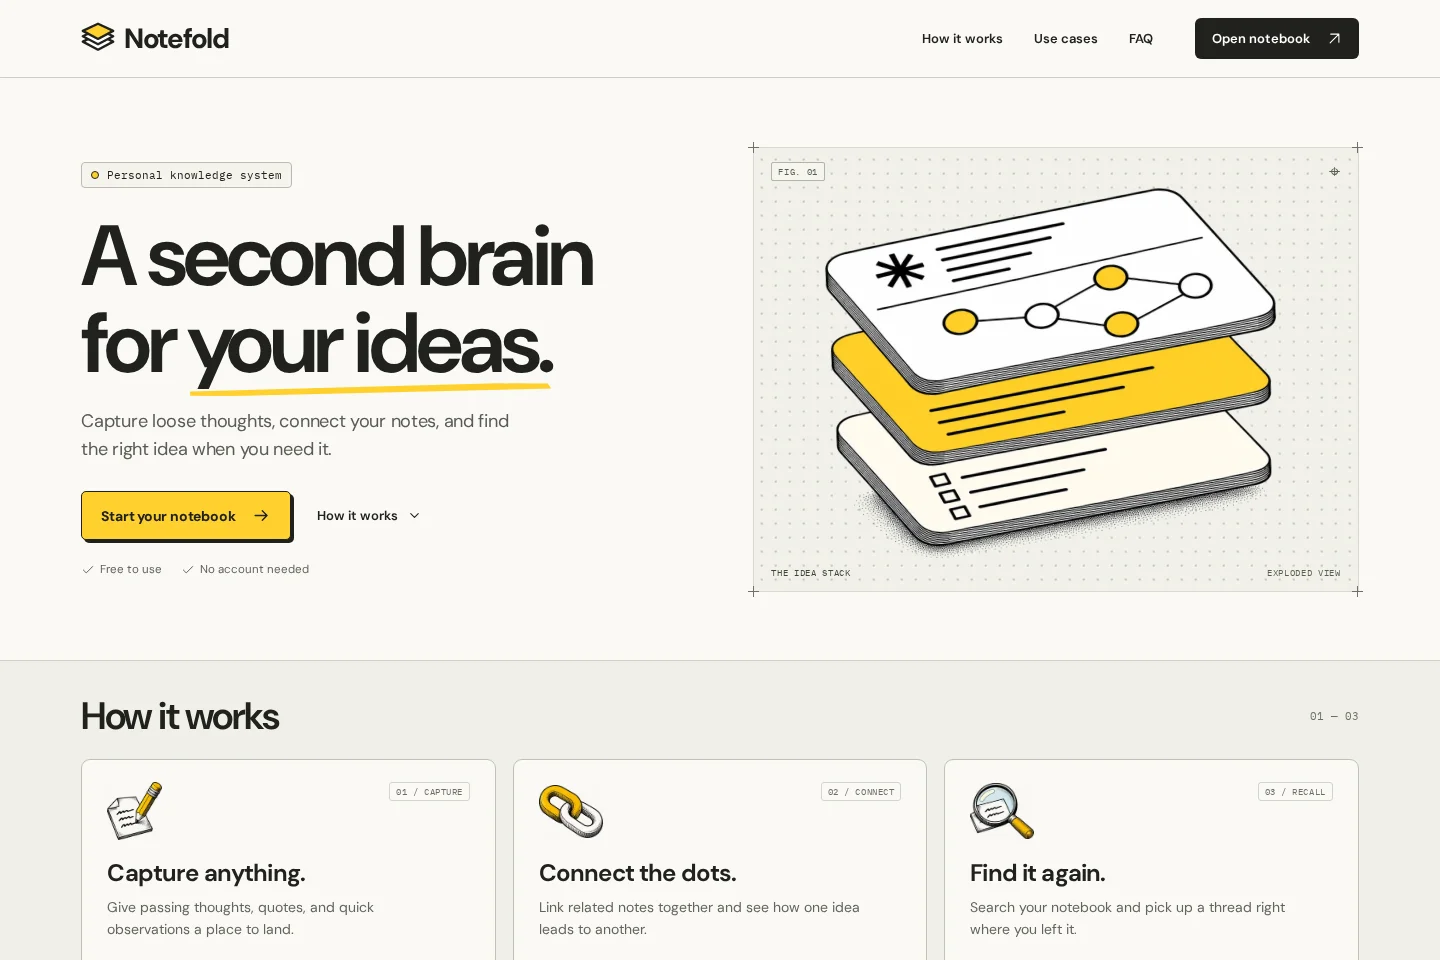 Notefold
How it works
Use cases
FAQ
Open notebook
Personal knowledge system
A second brain
for your ideas.
Capture loose thoughts, connect your notes, and find
the right idea when you need it.
Start your notebook
How it works
Free to use
No account needed
FIG. 01
THE IDEA STACK
EXPLODED VIEW
How it works
01 — 03
01 / CAPTURE
Capture anything.
Give passing thoughts, quotes, and quick
observations a place to land.
02 / CONNECT
Connect the dots.
Link related notes together and see how one idea
leads to another.
03 / RECALL
Find it again.
Search your notebook and pick up a thread right
where you left it.